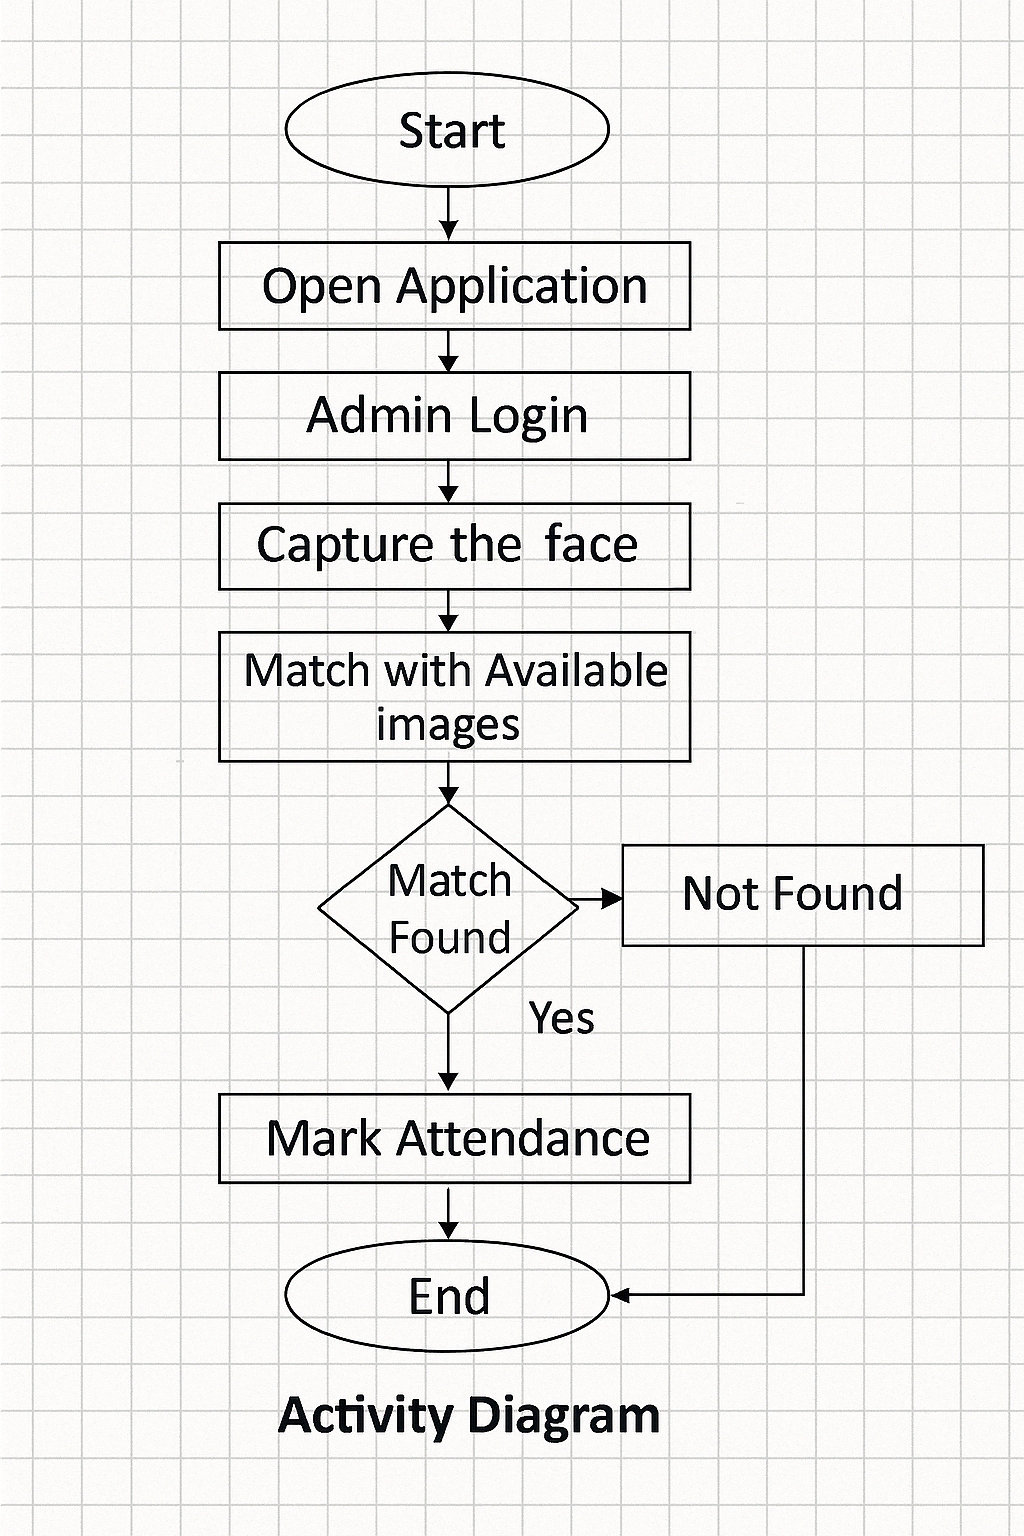 Start
Open Application
Admin Login
Capture the face
Match with Available
images
Match
Found
Not Found
Yes
Mark Attendance
End
Activity Diagram